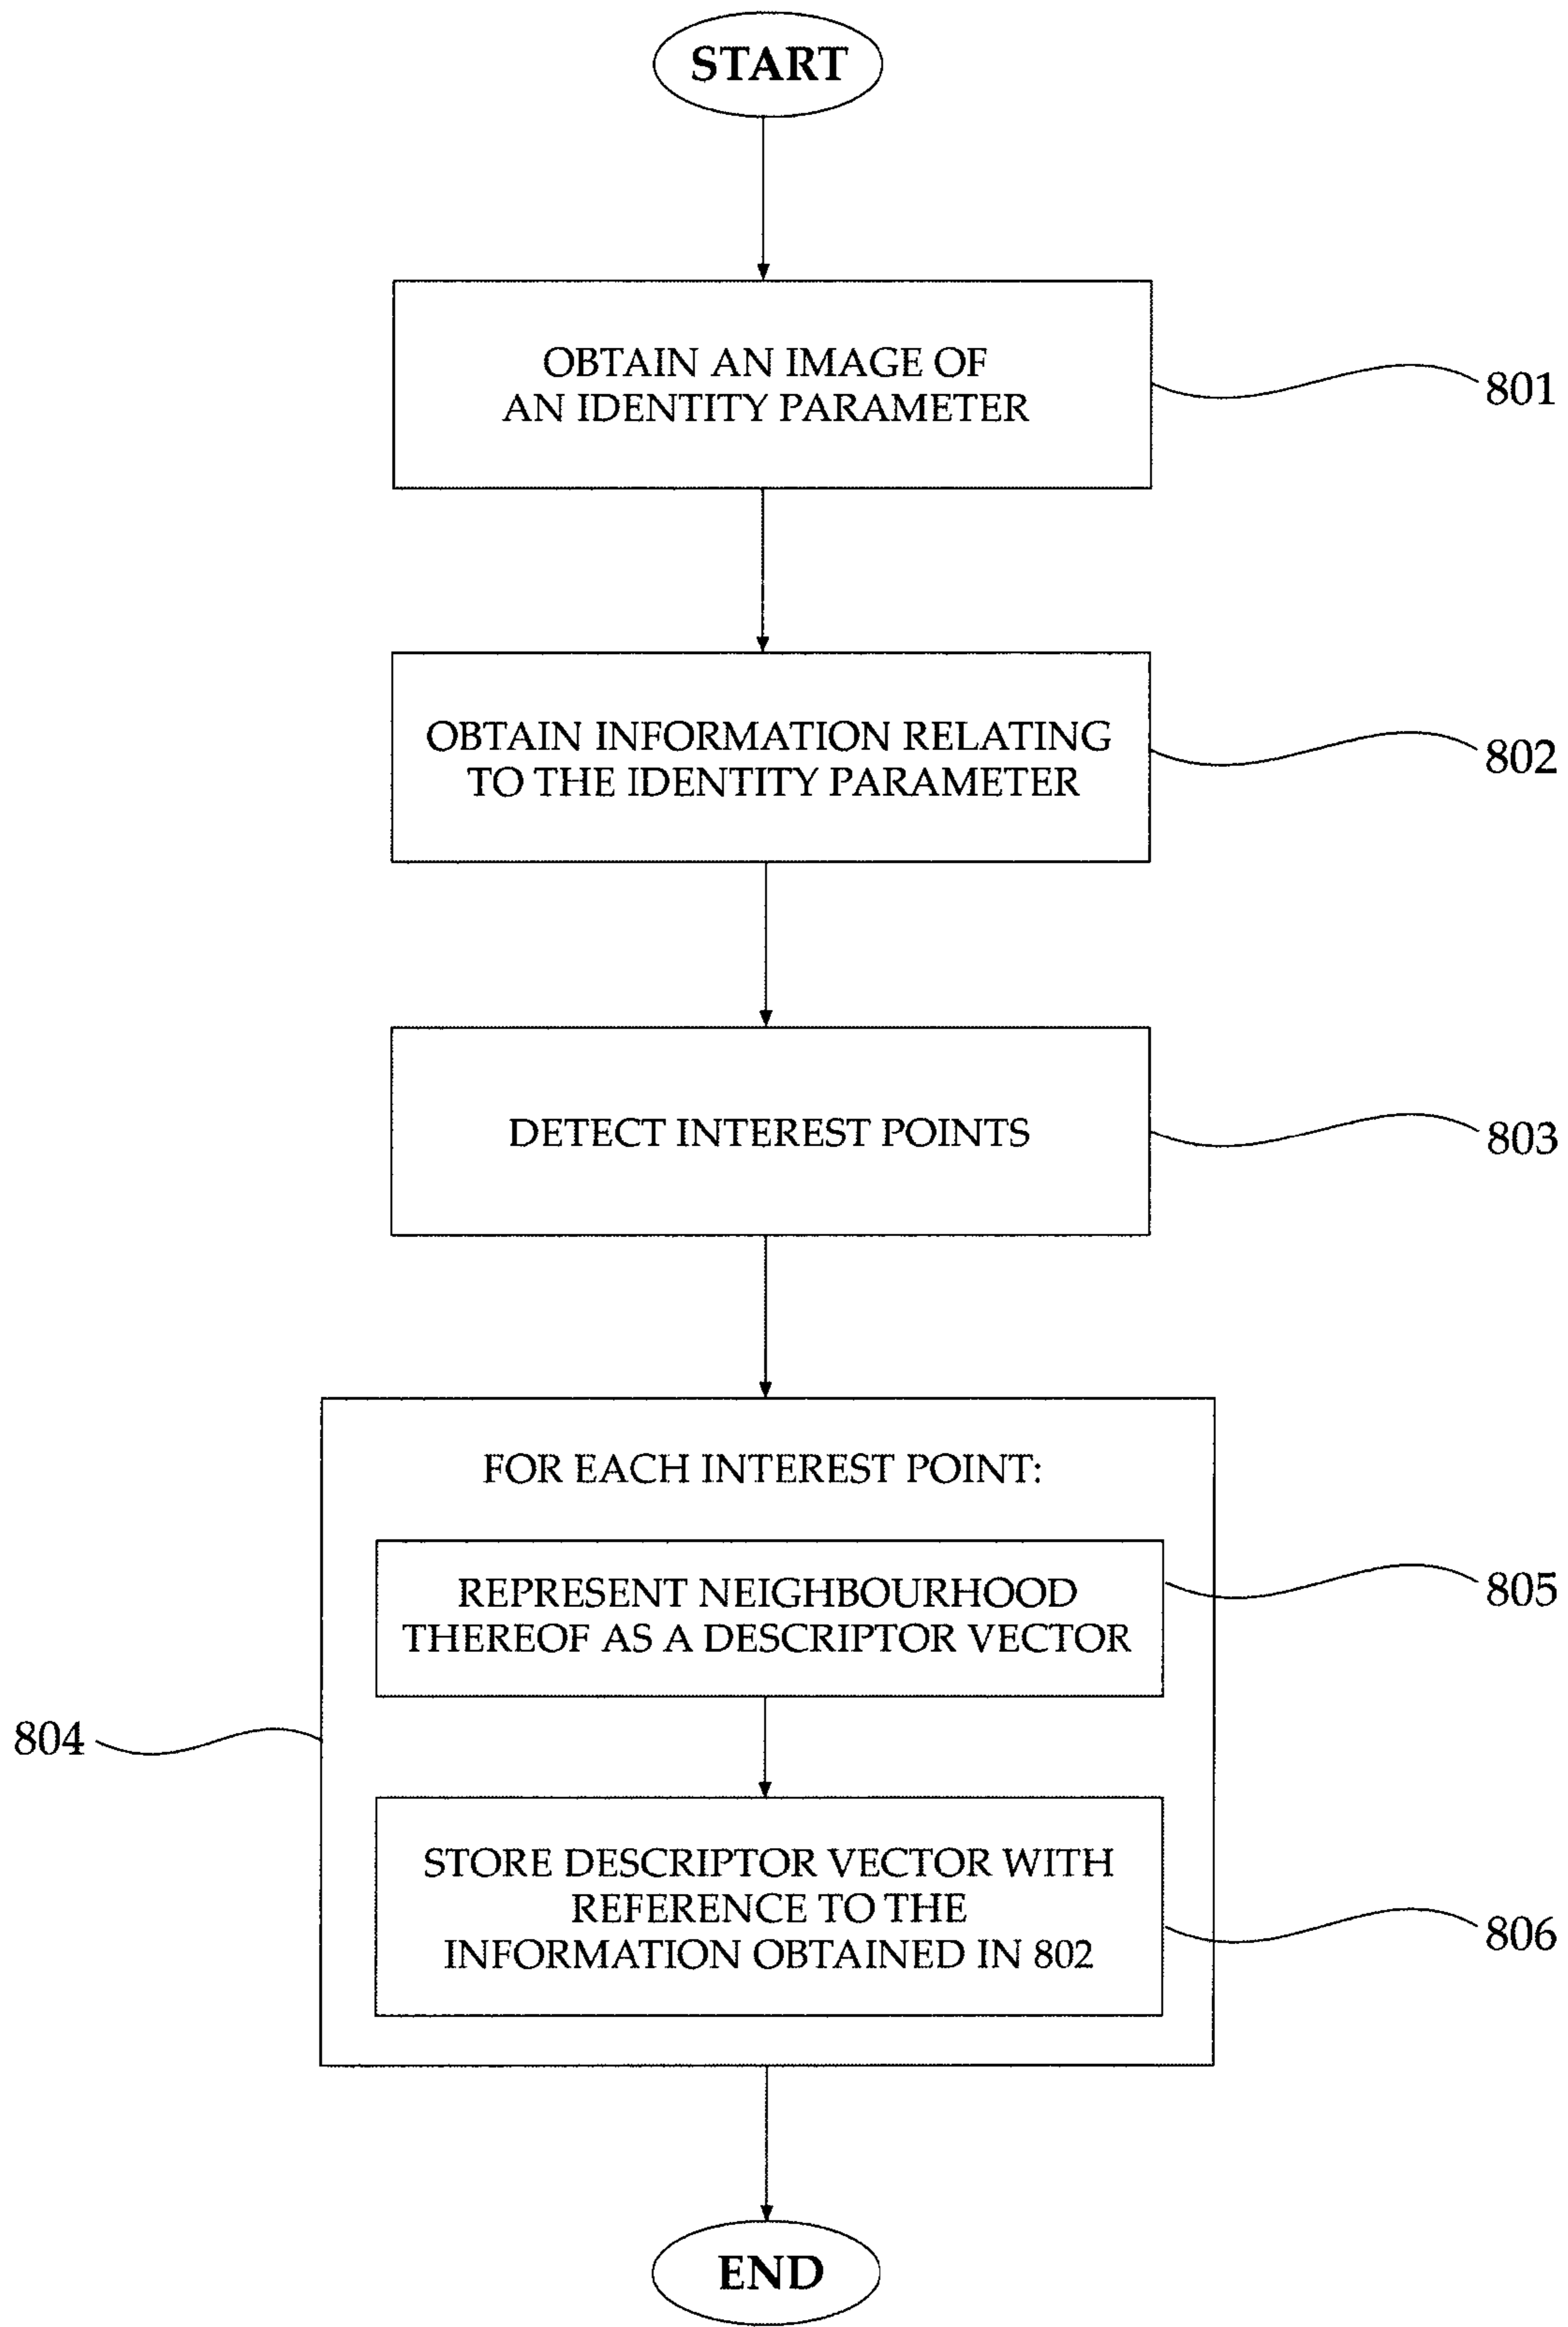 START
OBTAIN AN IMAGE OF
AN IDENTITY PARAMETER
801
OBTAIN INFORMATION RELATING
TO THE IDENTITY PARAMETER
802
DETECT INTEREST POINTS
803
FOR EACH INTEREST POINT:
REPRESENT NEIGHBOURHOOD
THEREOF AS A DESCRIPTOR VECTOR
805
804
STORE DESCRIPTOR VECTOR WITH
REFERENCE TO THE
INFORMATION OBTAINED IN 802
806
END